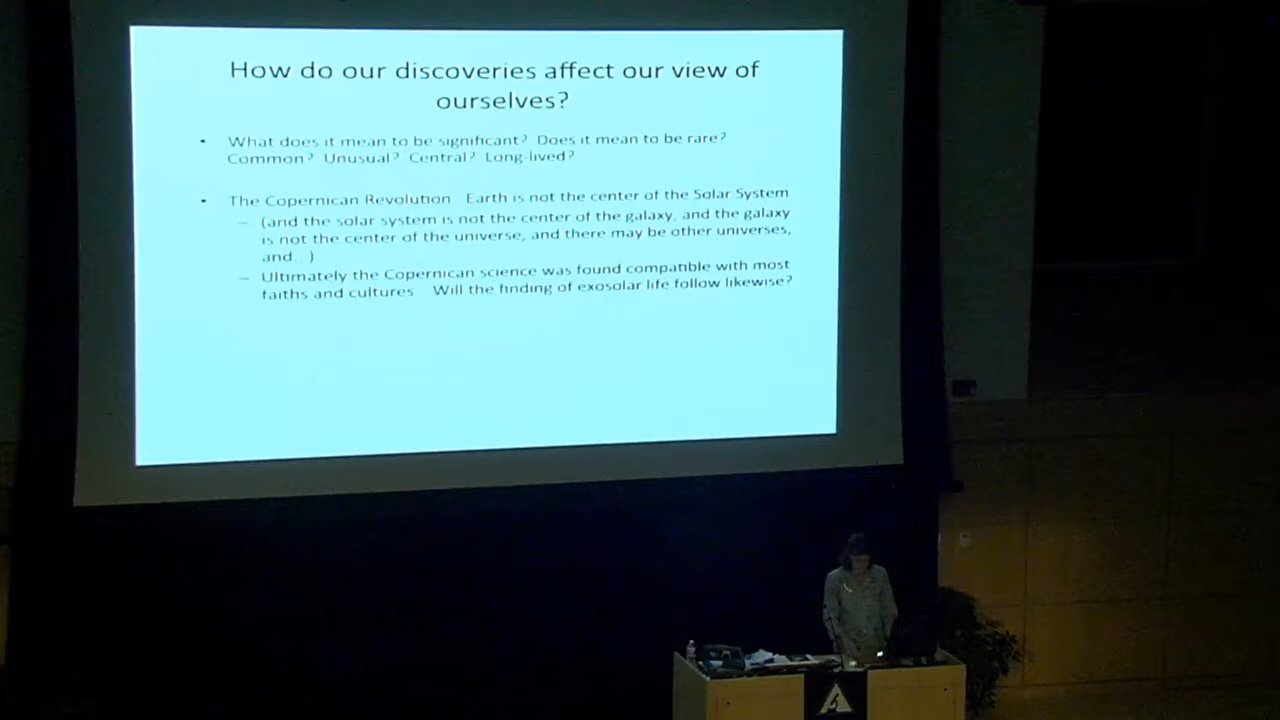 How do our discoveries affect our view of
ourselves?
• What does it mean to be significant? Does it mean to be rare?
Common? Unusual? Central? Long-lived?
• The Copernican Revolution Earth is not the center of the Solar System
– (and the solar system is not the center of the galaxy, and the galaxy
is not the center of the universe, and there may be other universes,
and...)
– Ultimately the Copernican science was found compatible with most
faiths and cultures Will the finding of exosolar life follow likewise?